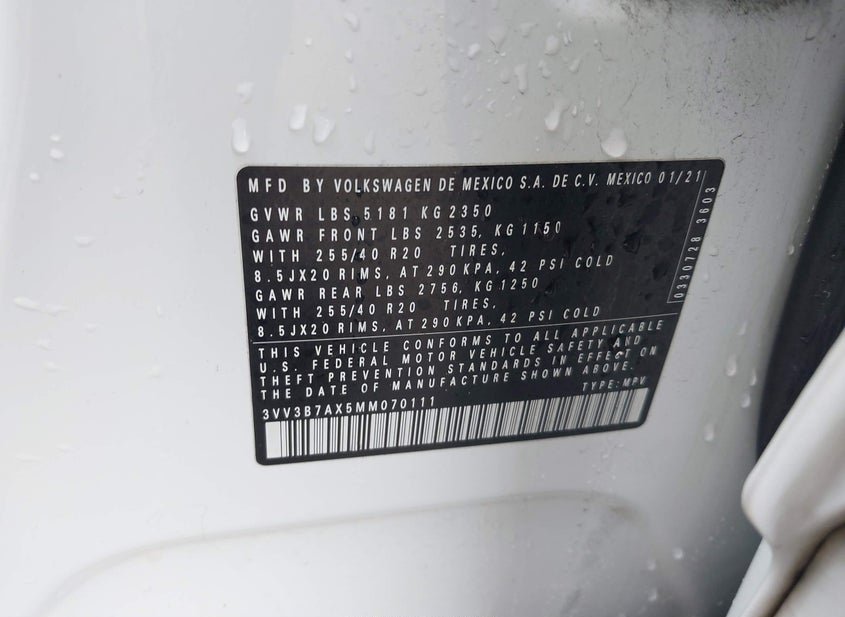 MFD BY VOLKSWAGEN DE MEXICO S.A. DE C.V. MEXICO 01/21
GVWR LBS 5181 KG 2350
GAWR FRONT LBS 2535, KG 1150
WITH 255/40 R20 TIRES,
8.5JX20 RIMS, AT 290 KPA, 42 PSI COLD
GAWR REAR LBS 2756, KG 1250
WITH 255/40 R20 TIRES,
8.5JX20 RIMS, AT 290 KPA, 42 PSI COLD
0330728 3603
THIS VEHICLE CONFORMS TO ALL APPLICABLE
U.S. FEDERAL MOTOR VEHICLE SAFETY AND
THEFT PREVENTION STANDARDS IN EFFECT ON
THE DATE OF MANUFACTURE SHOWN ABOVE.
3VV3B7AX5MM070111 TYPE: MPV